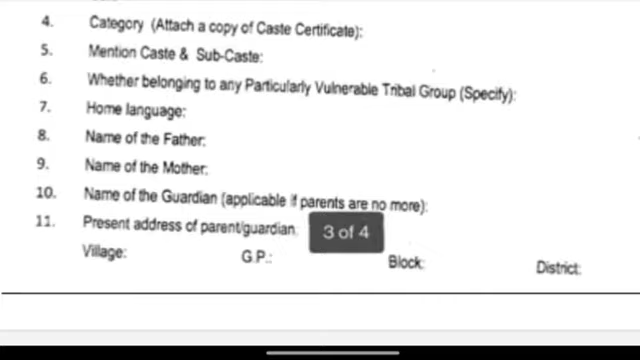 4. Category (Attach a copy of Caste Certificate):
5. Mention Caste & Sub-Caste:
6. Whether belonging to any Particularly Vulnerable Tribal Group (Specify):
7. Home language:
8. Name of the Father:
9. Name of the Mother:
10. Name of the Guardian (applicable if parents are no more):
11. Present address of parent/guardian
3 of 4
Village: G.P.: Block: District: